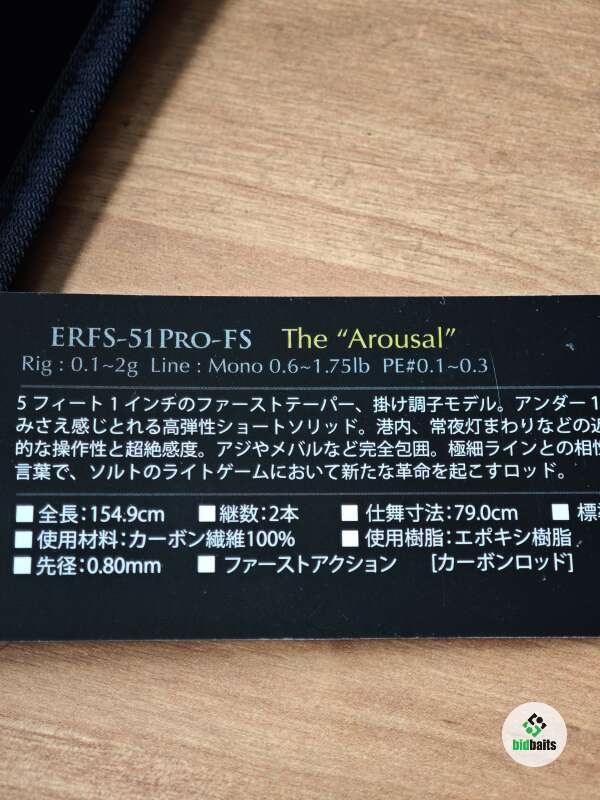 ERFS-51Pro-FS The “Arousal”
Rig : 0.1~2g Line : Mono 0.6~1.75lb PE#0.1~0.3
5フィート1インチのファーストテーパー、掛け調子モデル。アンダー1
みさえ感じとれる高弾性ショートソリッド。港内、常夜灯まわりなどの近
的な操作性と超絶感度。アジやメバルなど完全包囲。極細ラインとの相性
言葉で、ソルトのライトゲームにおいて新たな革命を起こすロッド。
■全長:154.9cm ■継数:2本 ■仕舞寸法:79.0cm ■標準
■使用材料:カーボン繊維100% ■使用樹脂:エポキシ樹脂
■先径:0.80mm ■ファーストアクション [カーボンロッド]
bidbaits